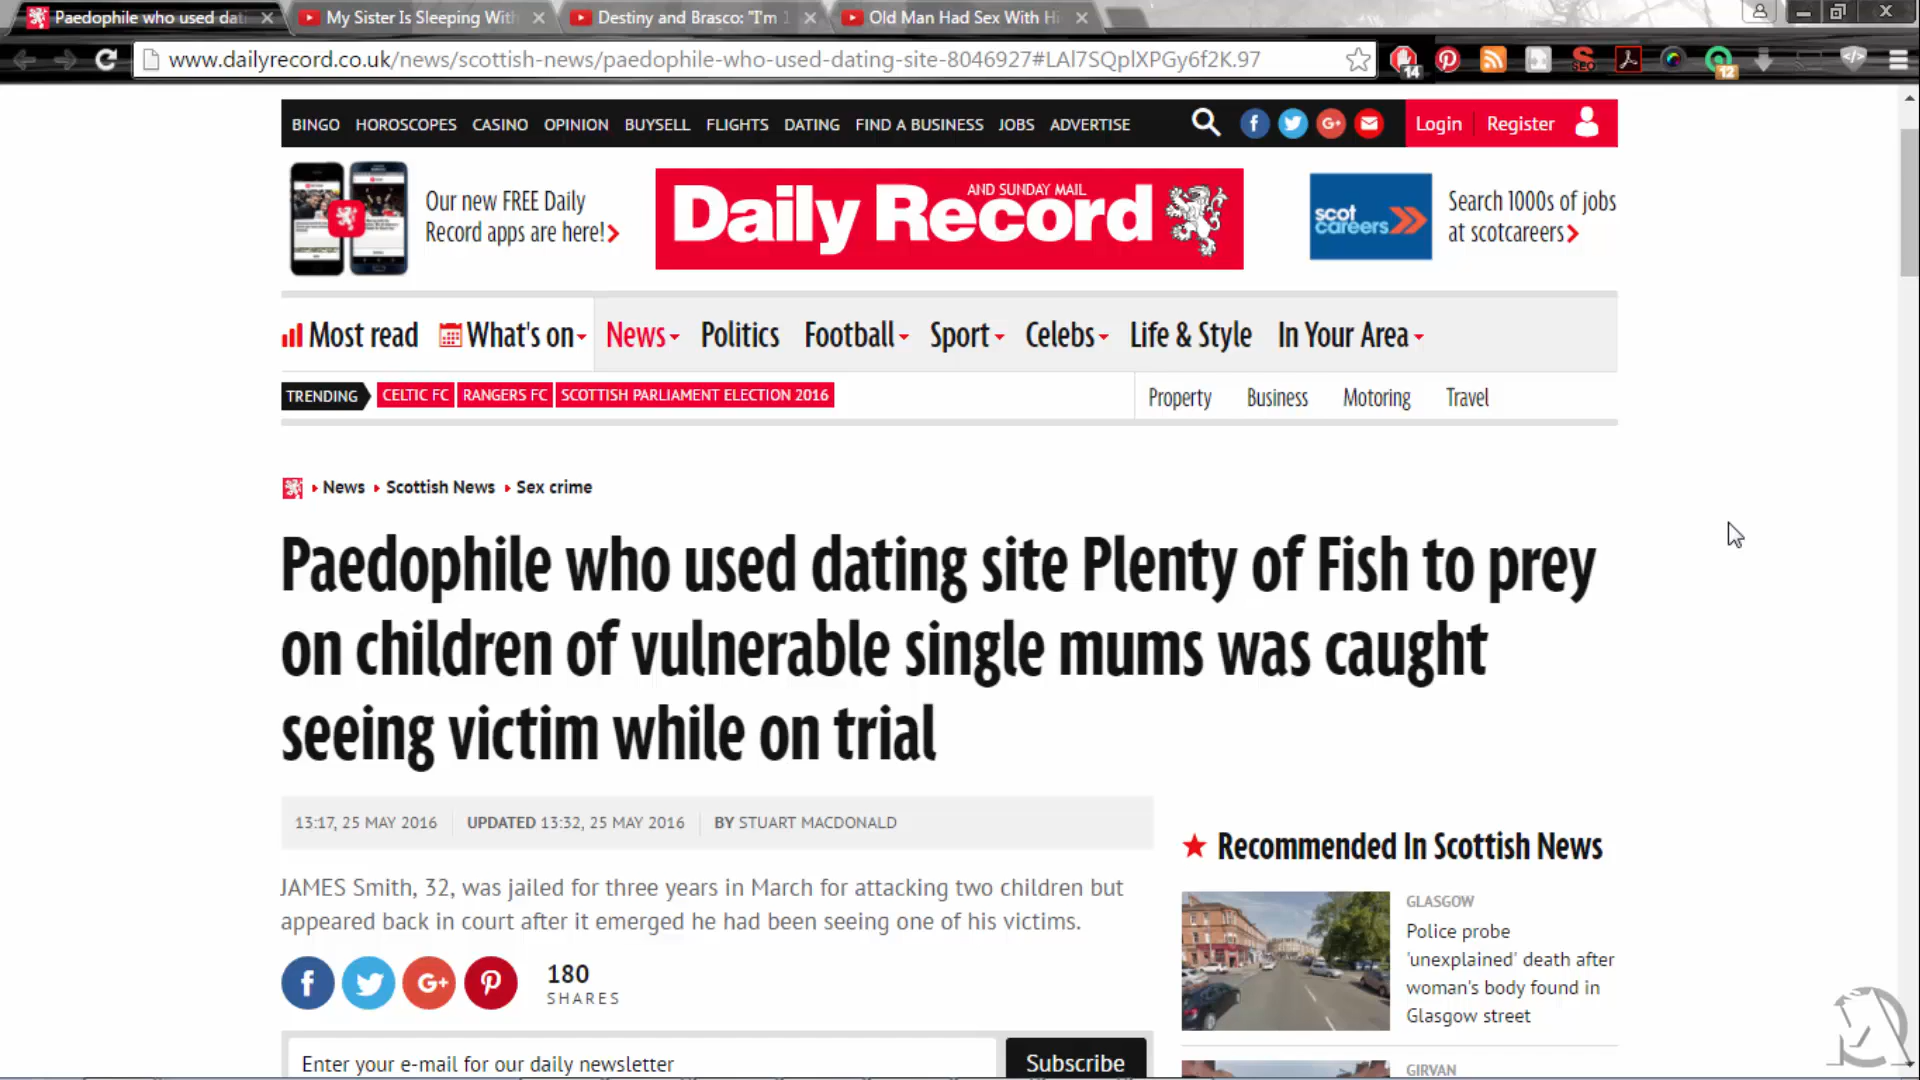 Paedophile who used dat
My Sister Is Sleeping With
Destiny and Brasco: "I'm 1
Old Man Had Sex With Hi
www.dailyrecord.co.uk/news/scottish-news/paedophile-who-used-dating-site-8046927#LAl7SQplXPGy6f2K.97
14
SEO
12
BINGO HOROSCOPES CASINO OPINION BUYSELL FLIGHTS DATING FIND A BUSINESS JOBS ADVERTISE
Login Register
Our new FREE Daily
Record apps are here!
AND SUNDAY MAIL
Daily Record
scot
careers
Search 1000s of jobs
at scotcareers
Most read What's on News Politics Football Sport Celebs Life & Style In Your Area
TRENDING CELTIC FC RANGERS FC SCOTTISH PARLIAMENT ELECTION 2016
Property Business Motoring Travel
News Scottish News Sex crime
Paedophile who used dating site Plenty of Fish to prey
on children of vulnerable single mums was caught
seeing victim while on trial
13:17, 25 MAY 2016 UPDATED 13:32, 25 MAY 2016 BY STUART MACDONALD
JAMES Smith, 32, was jailed for three years in March for attacking two children but
appeared back in court after it emerged he had been seeing one of his victims.
180
SHARES
Enter your e-mail for our daily newsletter
Subscribe
Recommended In Scottish News
GLASGOW
Police probe
'unexplained' death after
woman's body found in
Glasgow street
GIRVAN